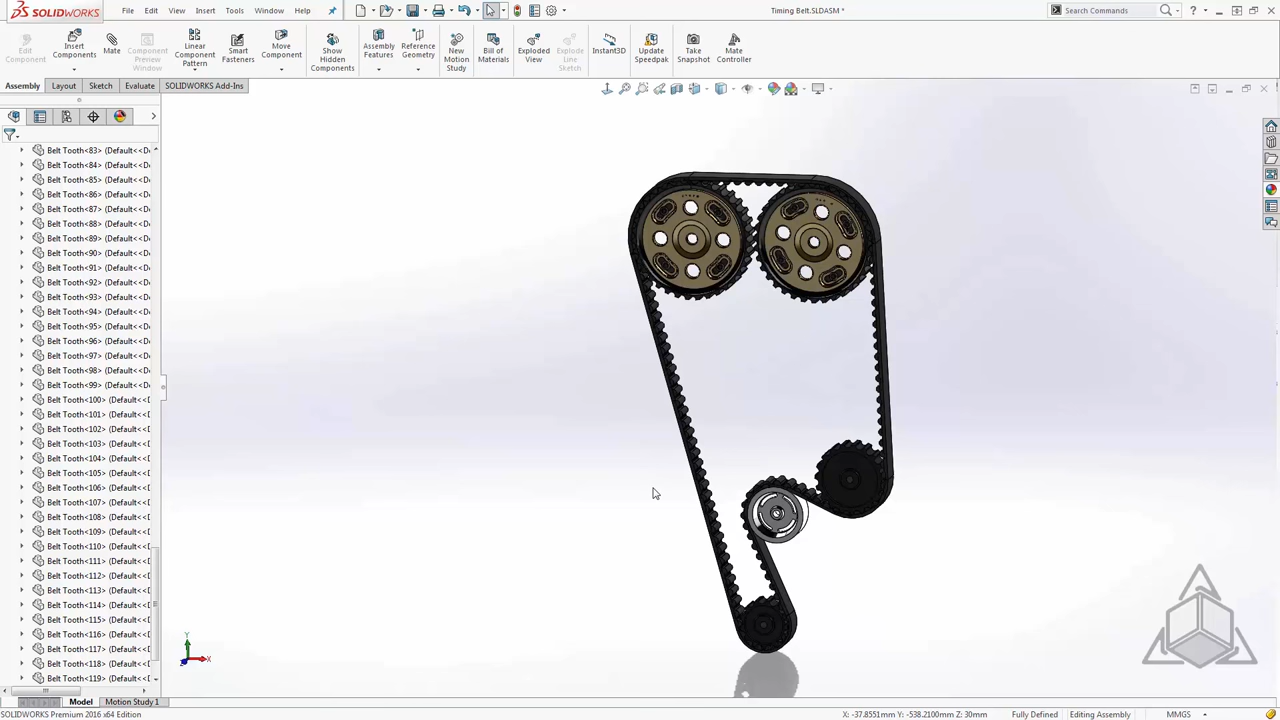 SOLIDWORKS File Edit View Insert Tools Window Help Timing Belt.SLDASM * Search Commands
Edit Component
Insert Components
Mate
Component Preview Window
Linear Component Pattern
Smart Fasteners
Move Component
Show Hidden Components
Assembly Features
Reference Geometry
New Motion Study
Bill of Materials
Exploded View
Explode Line Sketch
Instant3D
Update Speedpak
Take Snapshot
Mate Controller
Assembly Layout Sketch Evaluate SOLIDWORKS Add-Ins
Belt Tooth<83> (Default<<D
Belt Tooth<84> (Default<<D
Belt Tooth<85> (Default<<D
Belt Tooth<86> (Default<<D
Belt Tooth<87> (Default<<D
Belt Tooth<88> (Default<<D
Belt Tooth<89> (Default<<D
Belt Tooth<90> (Default<<D
Belt Tooth<91> (Default<<D
Belt Tooth<92> (Default<<D
Belt Tooth<93> (Default<<D
Belt Tooth<94> (Default<<D
Belt Tooth<95> (Default<<D
Belt Tooth<96> (Default<<D
Belt Tooth<97> (Default<<D
Belt Tooth<98> (Default<<D
Belt Tooth<99> (Default<<D
Belt Tooth<100> (Default<<D
Belt Tooth<101> (Default<<D
Belt Tooth<102> (Default<<D
Belt Tooth<103> (Default<<D
Belt Tooth<104> (Default<<D
Belt Tooth<105> (Default<<D
Belt Tooth<106> (Default<<D
Belt Tooth<107> (Default<<D
Belt Tooth<108> (Default<<D
Belt Tooth<109> (Default<<D
Belt Tooth<110> (Default<<D
Belt Tooth<111> (Default<<D
Belt Tooth<112> (Default<<D
Belt Tooth<113> (Default<<D
Belt Tooth<114> (Default<<D
Belt Tooth<115> (Default<<D
Belt Tooth<116> (Default<<D
Belt Tooth<117> (Default<<D
Belt Tooth<118> (Default<<D
Belt Tooth<119> (Default<<D
Y
X
Z
Model Motion Study 1
SOLIDWORKS Premium 2016 x64 Edition X: -37.8551mm Y: -538.2100mm Z: 30mm Fully Defined Editing Assembly MMGS